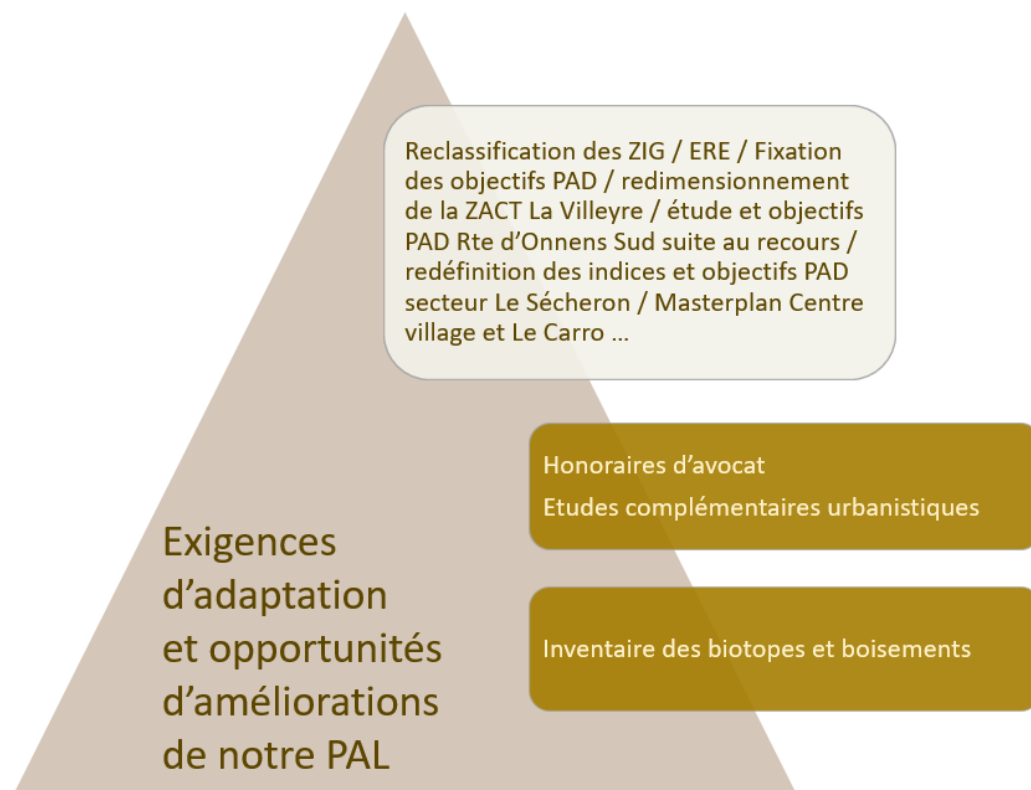 Reclassification des ZIG / ERE / Fixation
des objectifs PAD / redimensionnement
de la ZACT La Villeyre / étude et objectifs
PAD Rte d’Onnens Sud suite au recours /
redéfinition des indices et objectifs PAD
secteur Le Sécheron / Masterplan Centre
village et Le Carro ...
Honoraires d’avocat
Etudes complémentaires urbanistiques
Inventaire des biotopes et boisements
Exigences
d’adaptation
et opportunités
d’améliorations
de notre PAL